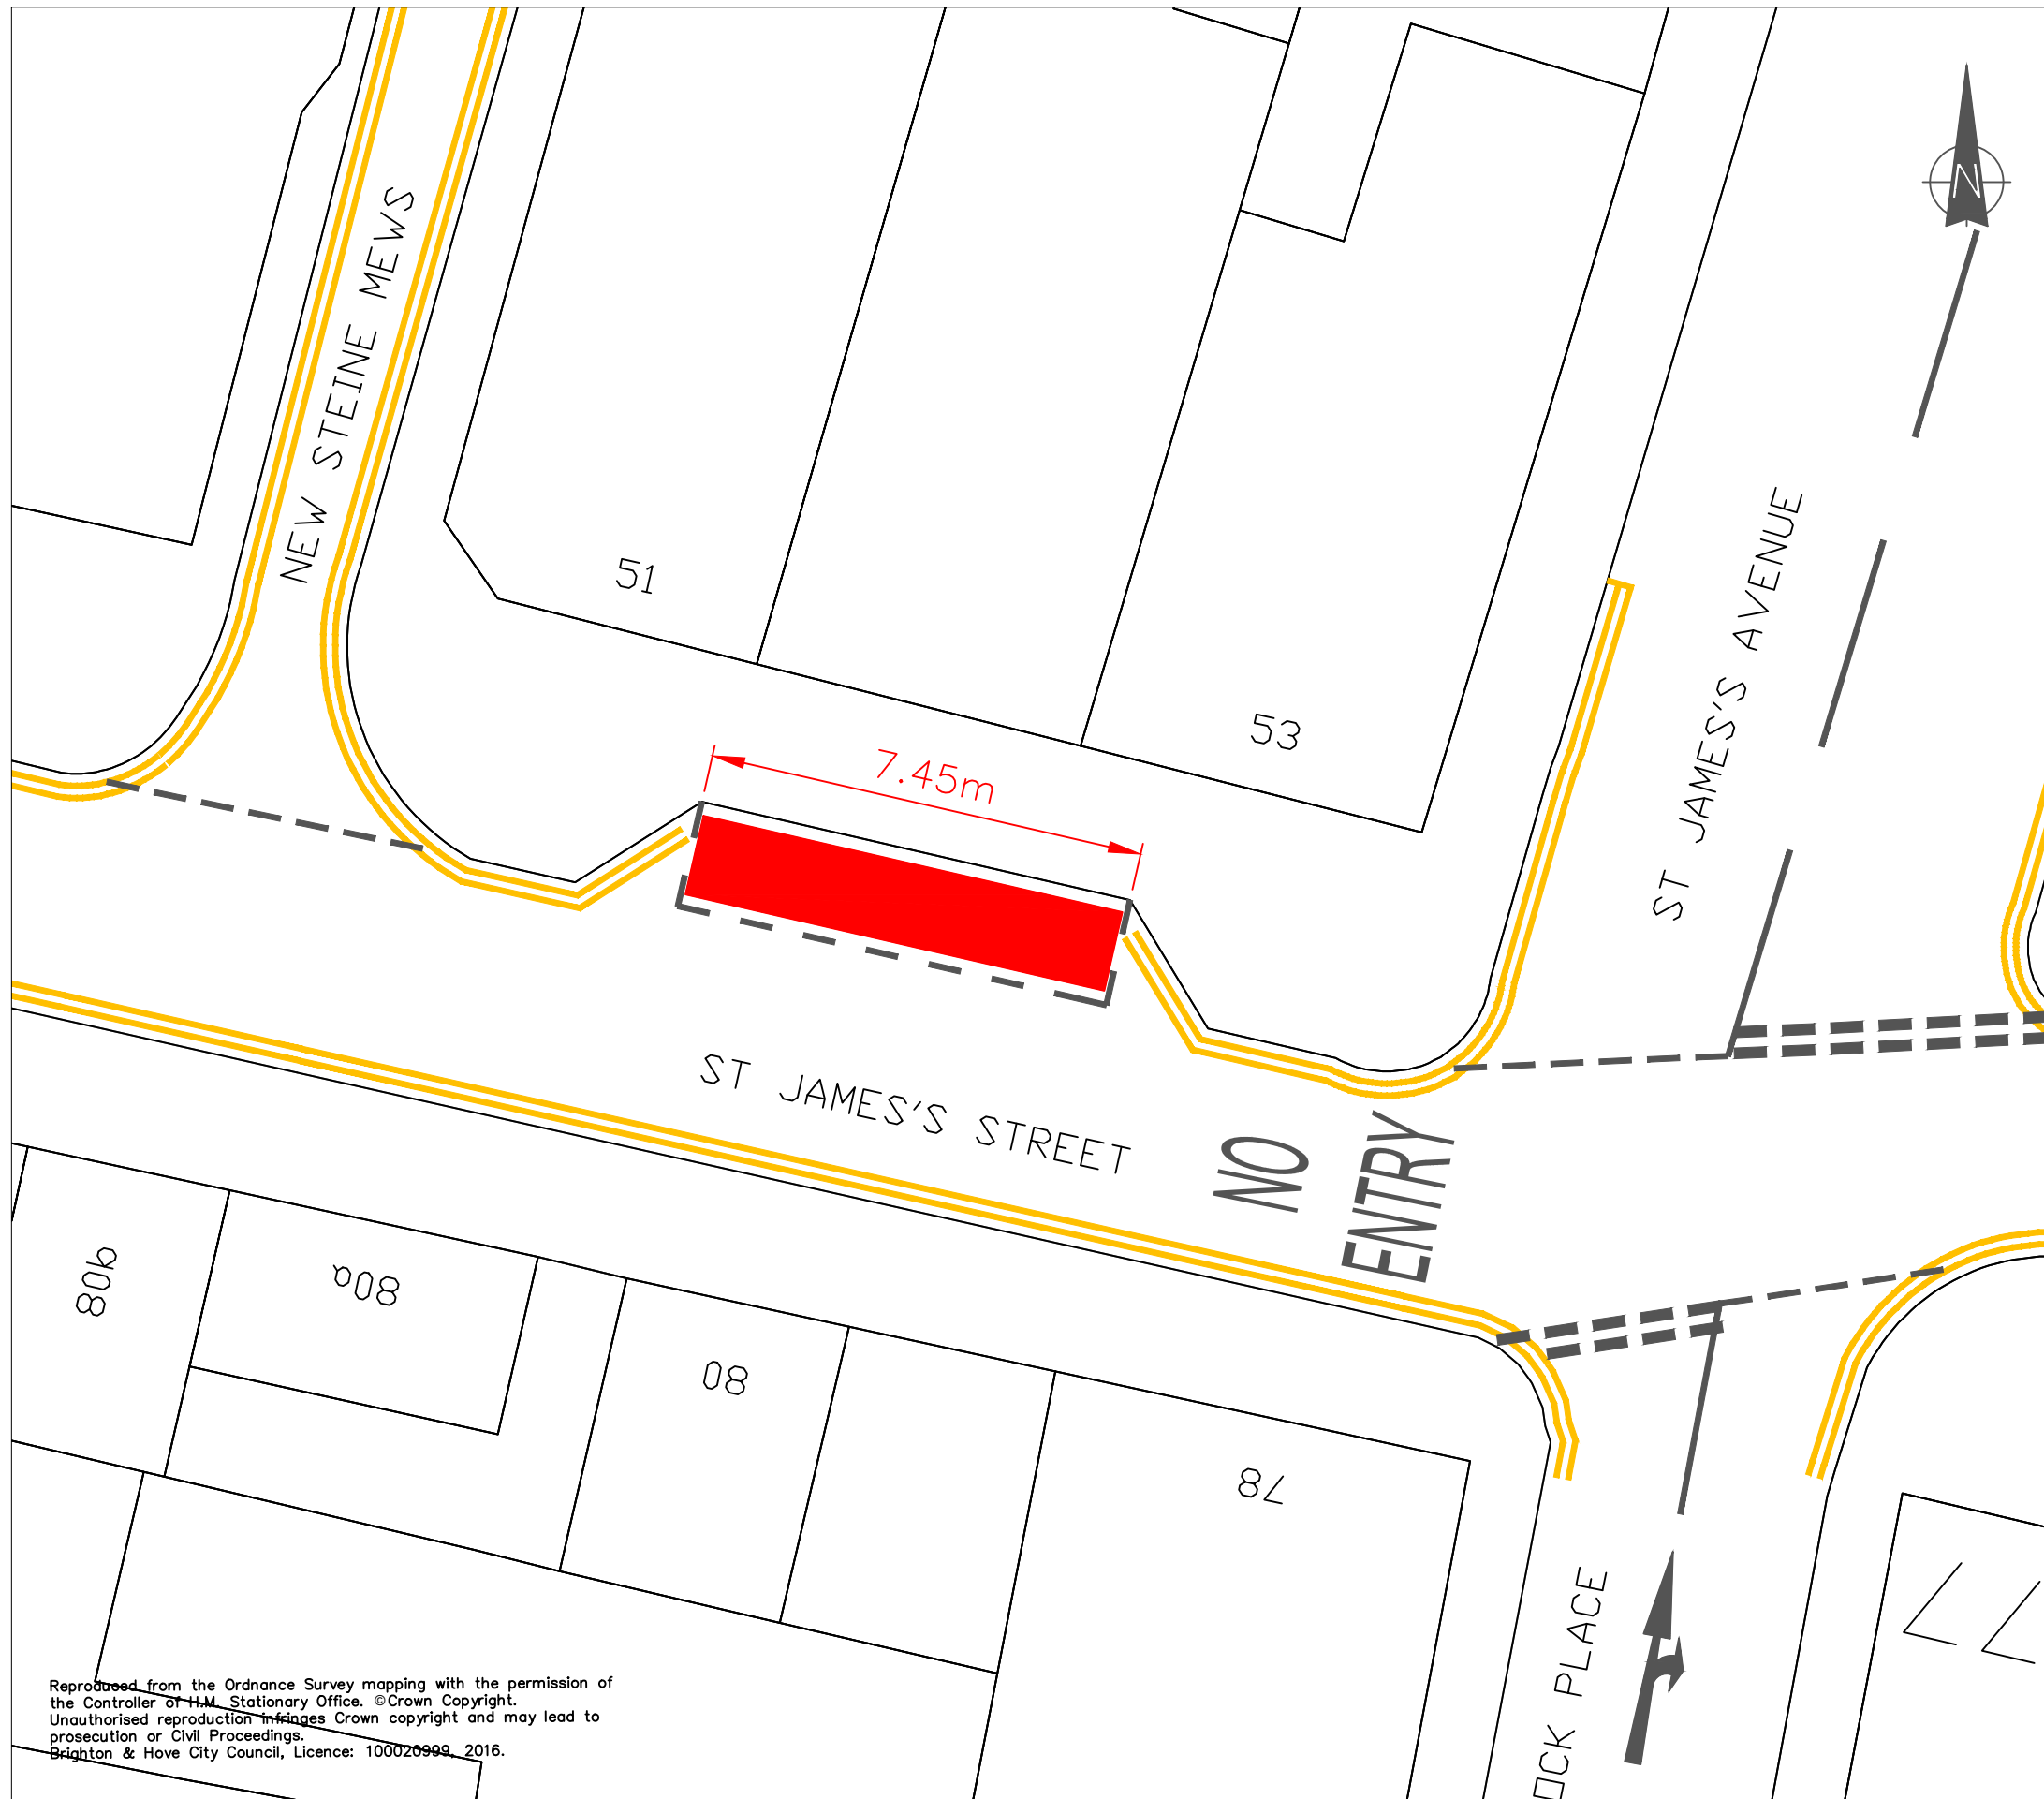 N
NEW STEINE MEWS
51
53
7.45m
ST JAMES'S AVENUE
ST JAMES'S STREET
NO
ENTRY
80b
80a
80
78
77
OCK PLACE
Reproduced from the Ordnance Survey mapping with the permission of
the Controller of H.M. Stationary Office. ©Crown Copyright.
Unauthorised reproduction infringes Crown copyright and may lead to
prosecution or Civil Proceedings.
Brighton & Hove City Council, Licence: 100020999, 2016.